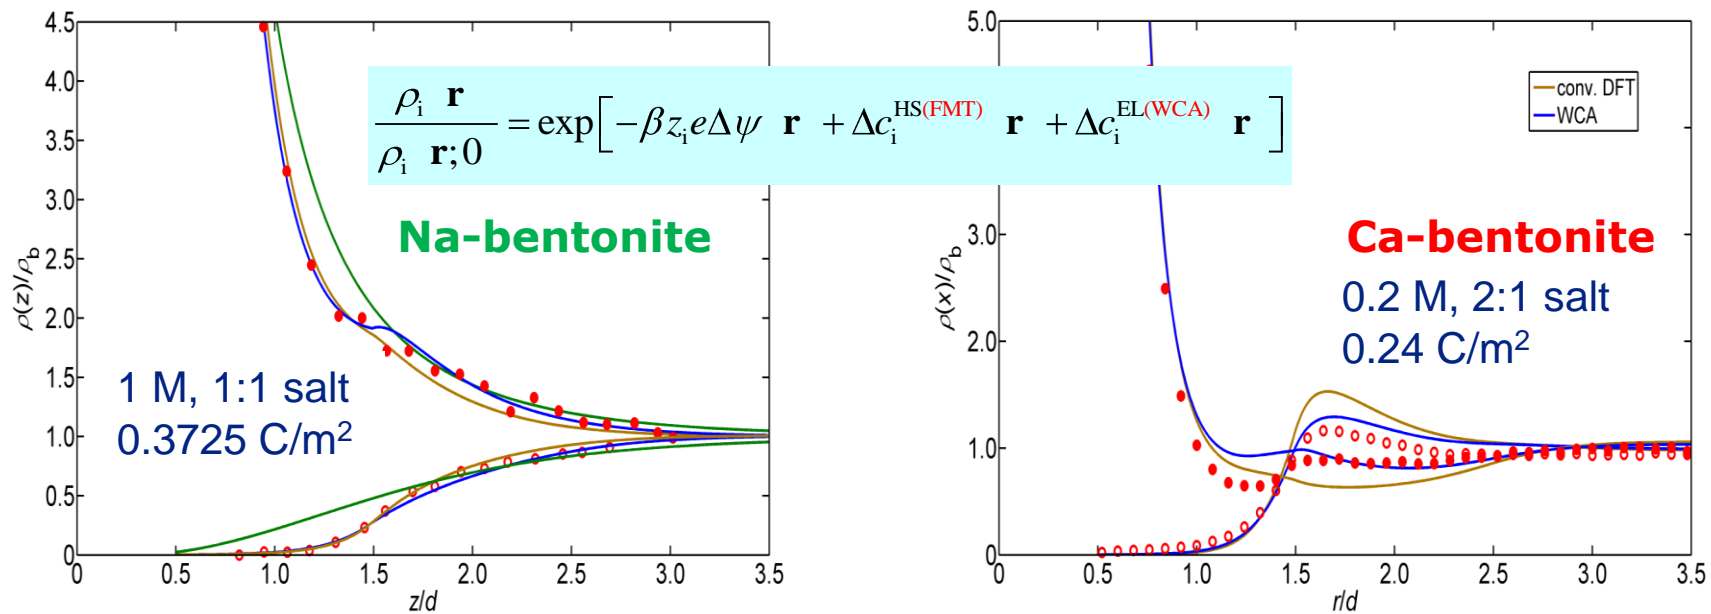 4.5
4.0
3.5
3.0
2.5
2.0
1.5
1.0
0.5
0
ρ(z)/ρb
0 0.5 1.0 1.5 2.0 2.5 3.0 3.5
z/d
Na-bentonite
1 M, 1:1 salt
0.3725 C/m²
ρi r / ρi r;0 = exp[ −βzieΔψ r + Δci^HS(FMT) r + Δci^EL(WCA) r ]
5.0
4.0
3.0
2.0
1.0
0
ρ(x)/ρb
0 0.5 1.0 1.5 2.0 2.5 3.0 3.5
r/d
conv. DFT
WCA
Ca-bentonite
0.2 M, 2:1 salt
0.24 C/m²